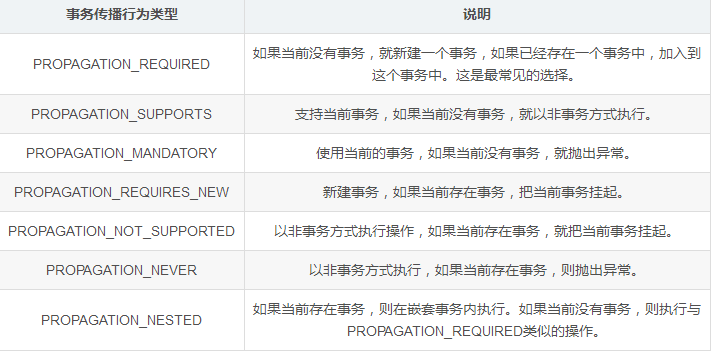 事务传播行为类型 说明
PROPAGATION_REQUIRED 如果当前没有事务，就新建一个事务，如果已经存在一个事务中，加入到
这个事务中。这是最常见的选择。
PROPAGATION_SUPPORTS 支持当前事务，如果当前没有事务，就以非事务方式执行。
PROPAGATION_MANDATORY 使用当前的事务，如果当前没有事务，就抛出异常。
PROPAGATION_REQUIRES_NEW 新建事务，如果当前存在事务，把当前事务挂起。
PROPAGATION_NOT_SUPPORTED 以非事务方式执行操作，如果当前存在事务，就把当前事务挂起。
PROPAGATION_NEVER 以非事务方式执行，如果当前存在事务，则抛出异常。
PROPAGATION_NESTED 如果当前存在事务，则在嵌套事务内执行。如果当前没有事务，则执行与
PROPAGATION_REQUIRED类似的操作。